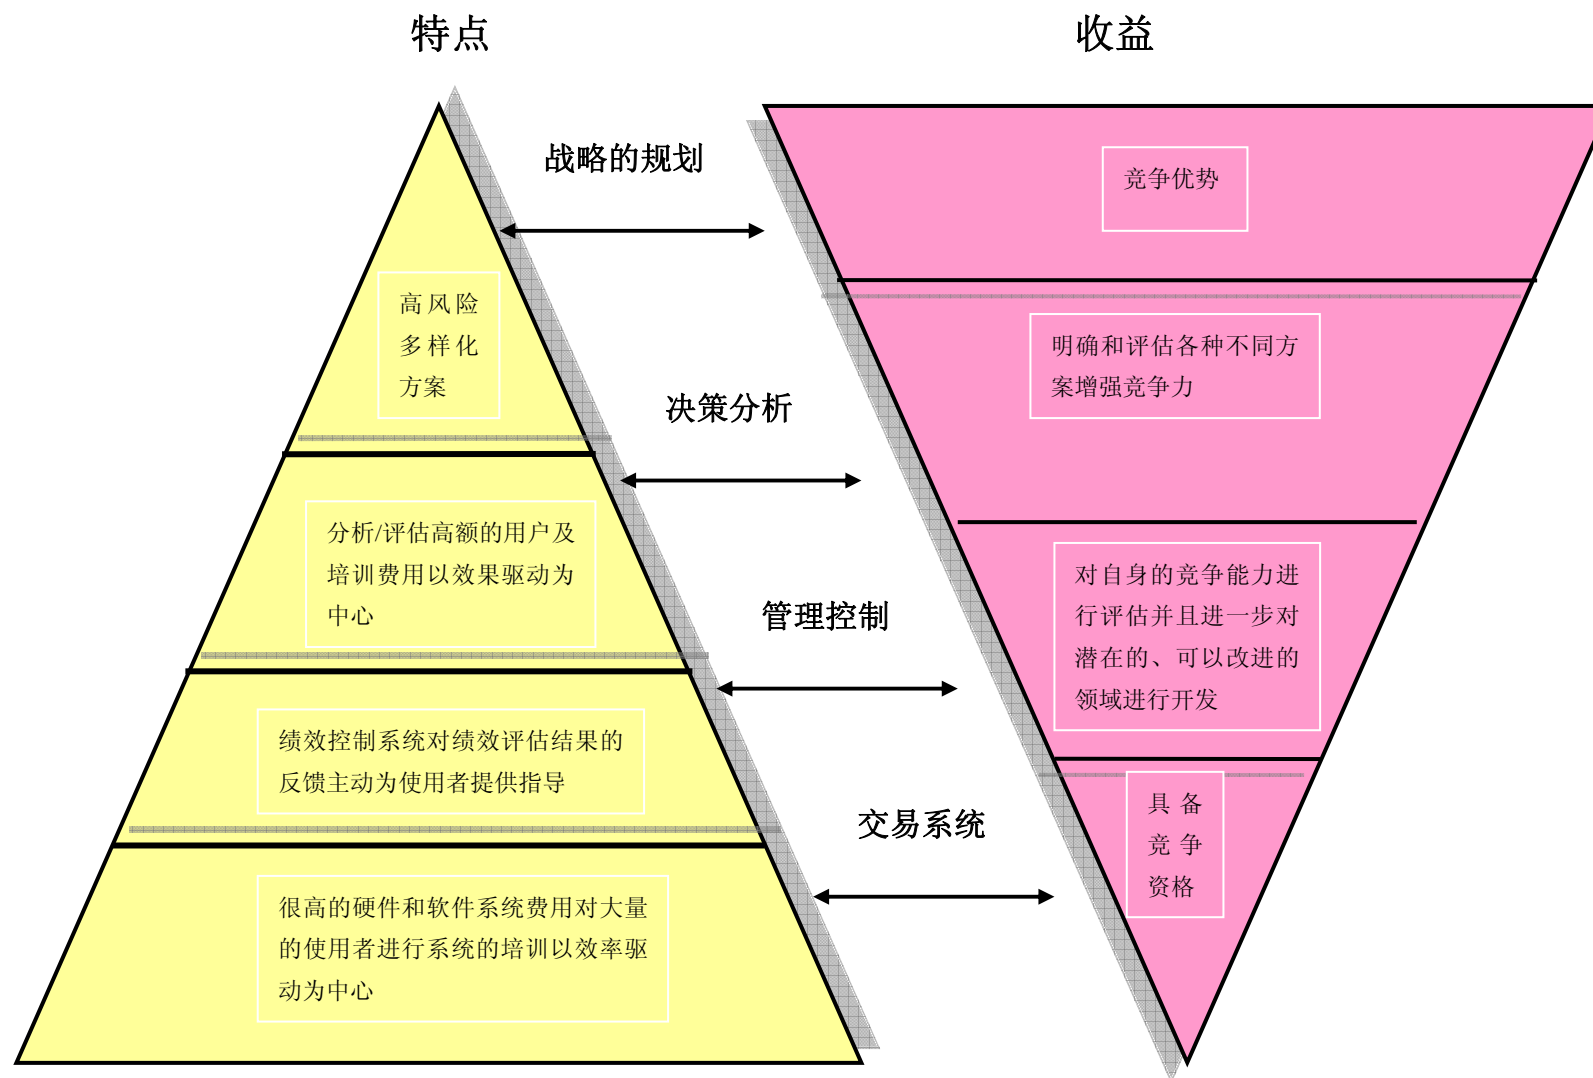 特点
收益
战略的规划
竞争优势
高风险
多样化
方案
明确和评估各种不同方
案增强竞争力
决策分析
分析/评估高额的用户及
培训费用以效果驱动为
中心
对自身的竞争能力进
行评估并且进一步对
潜在的、可以改进的
领域进行开发
管理控制
绩效控制系统对绩效评估结果的
反馈主动为使用者提供指导
具备
竞争
资格
交易系统
很高的硬件和软件系统费用对大量
的使用者进行系统的培训以效率驱
动为中心